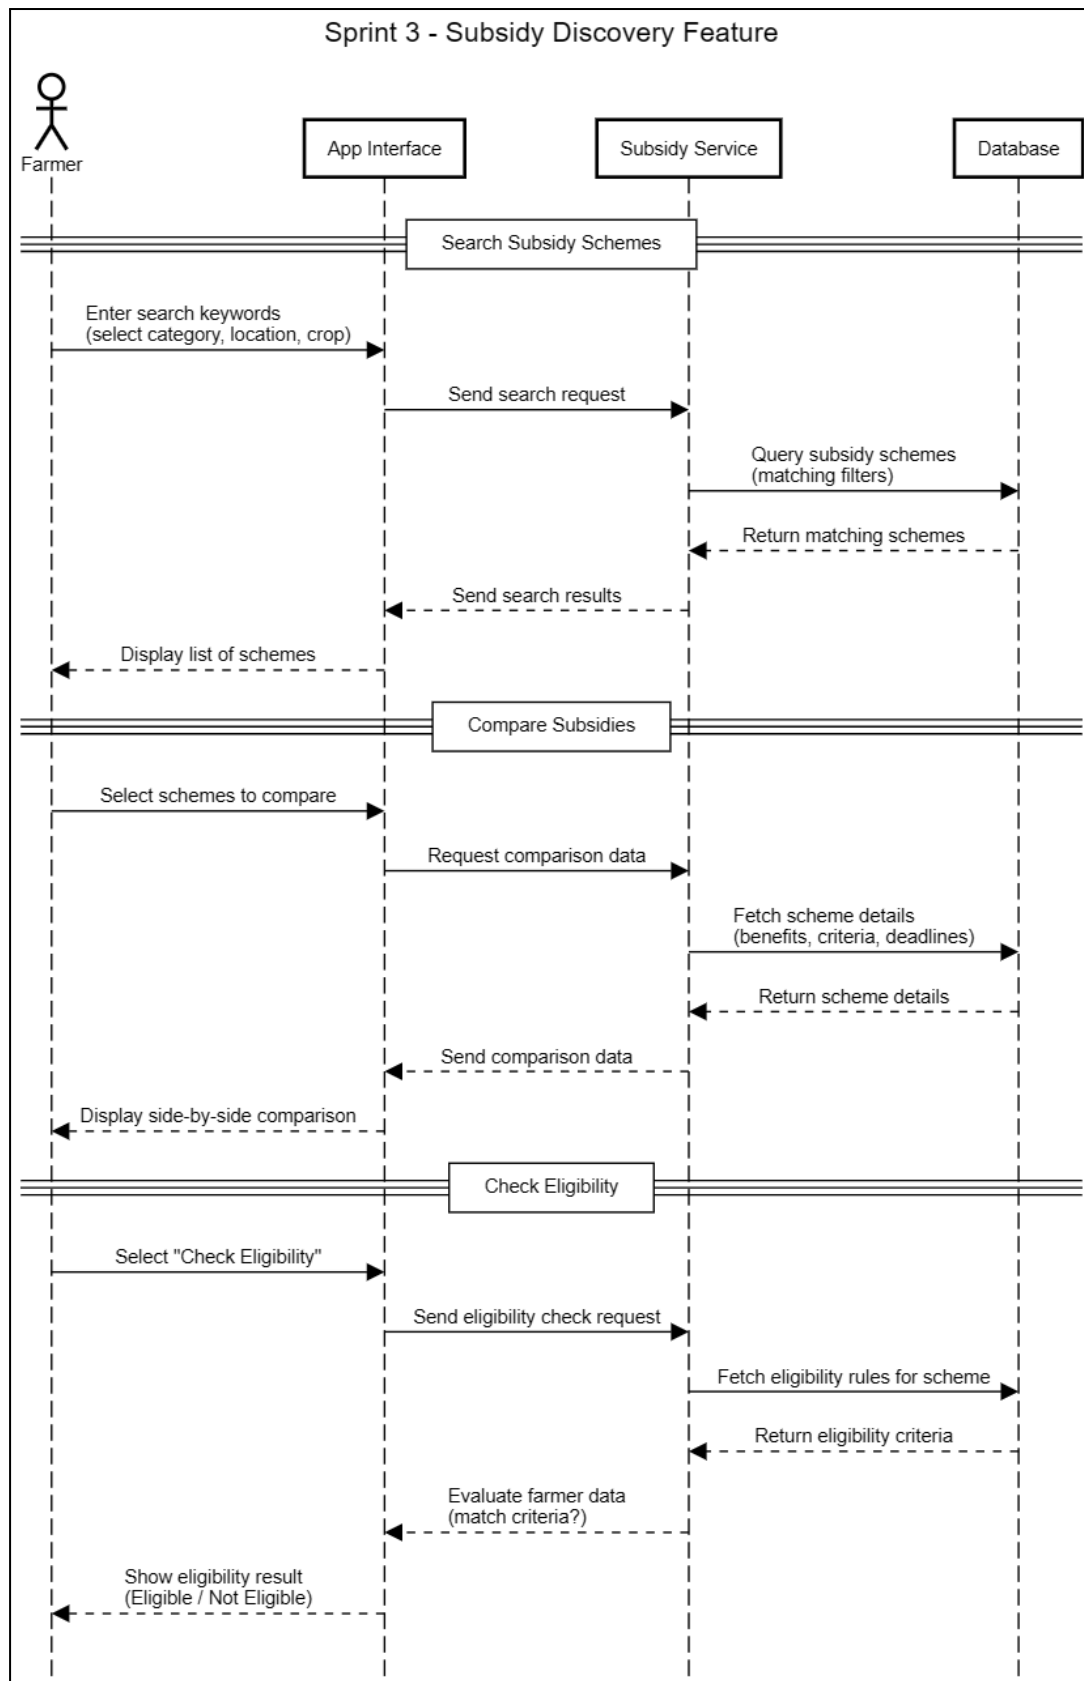 Sprint 3 - Subsidy Discovery Feature
Farmer
App Interface
Subsidy Service
Database
Search Subsidy Schemes
Enter search keywords
(select category, location, crop)
Send search request
Query subsidy schemes
(matching filters)
Return matching schemes
Send search results
Display list of schemes
Compare Subsidies
Select schemes to compare
Request comparison data
Fetch scheme details
(benefits, criteria, deadlines)
Return scheme details
Send comparison data
Display side-by-side comparison
Check Eligibility
Select "Check Eligibility"
Send eligibility check request
Fetch eligibility rules for scheme
Return eligibility criteria
Evaluate farmer data
(match criteria?)
Show eligibility result
(Eligible / Not Eligible)